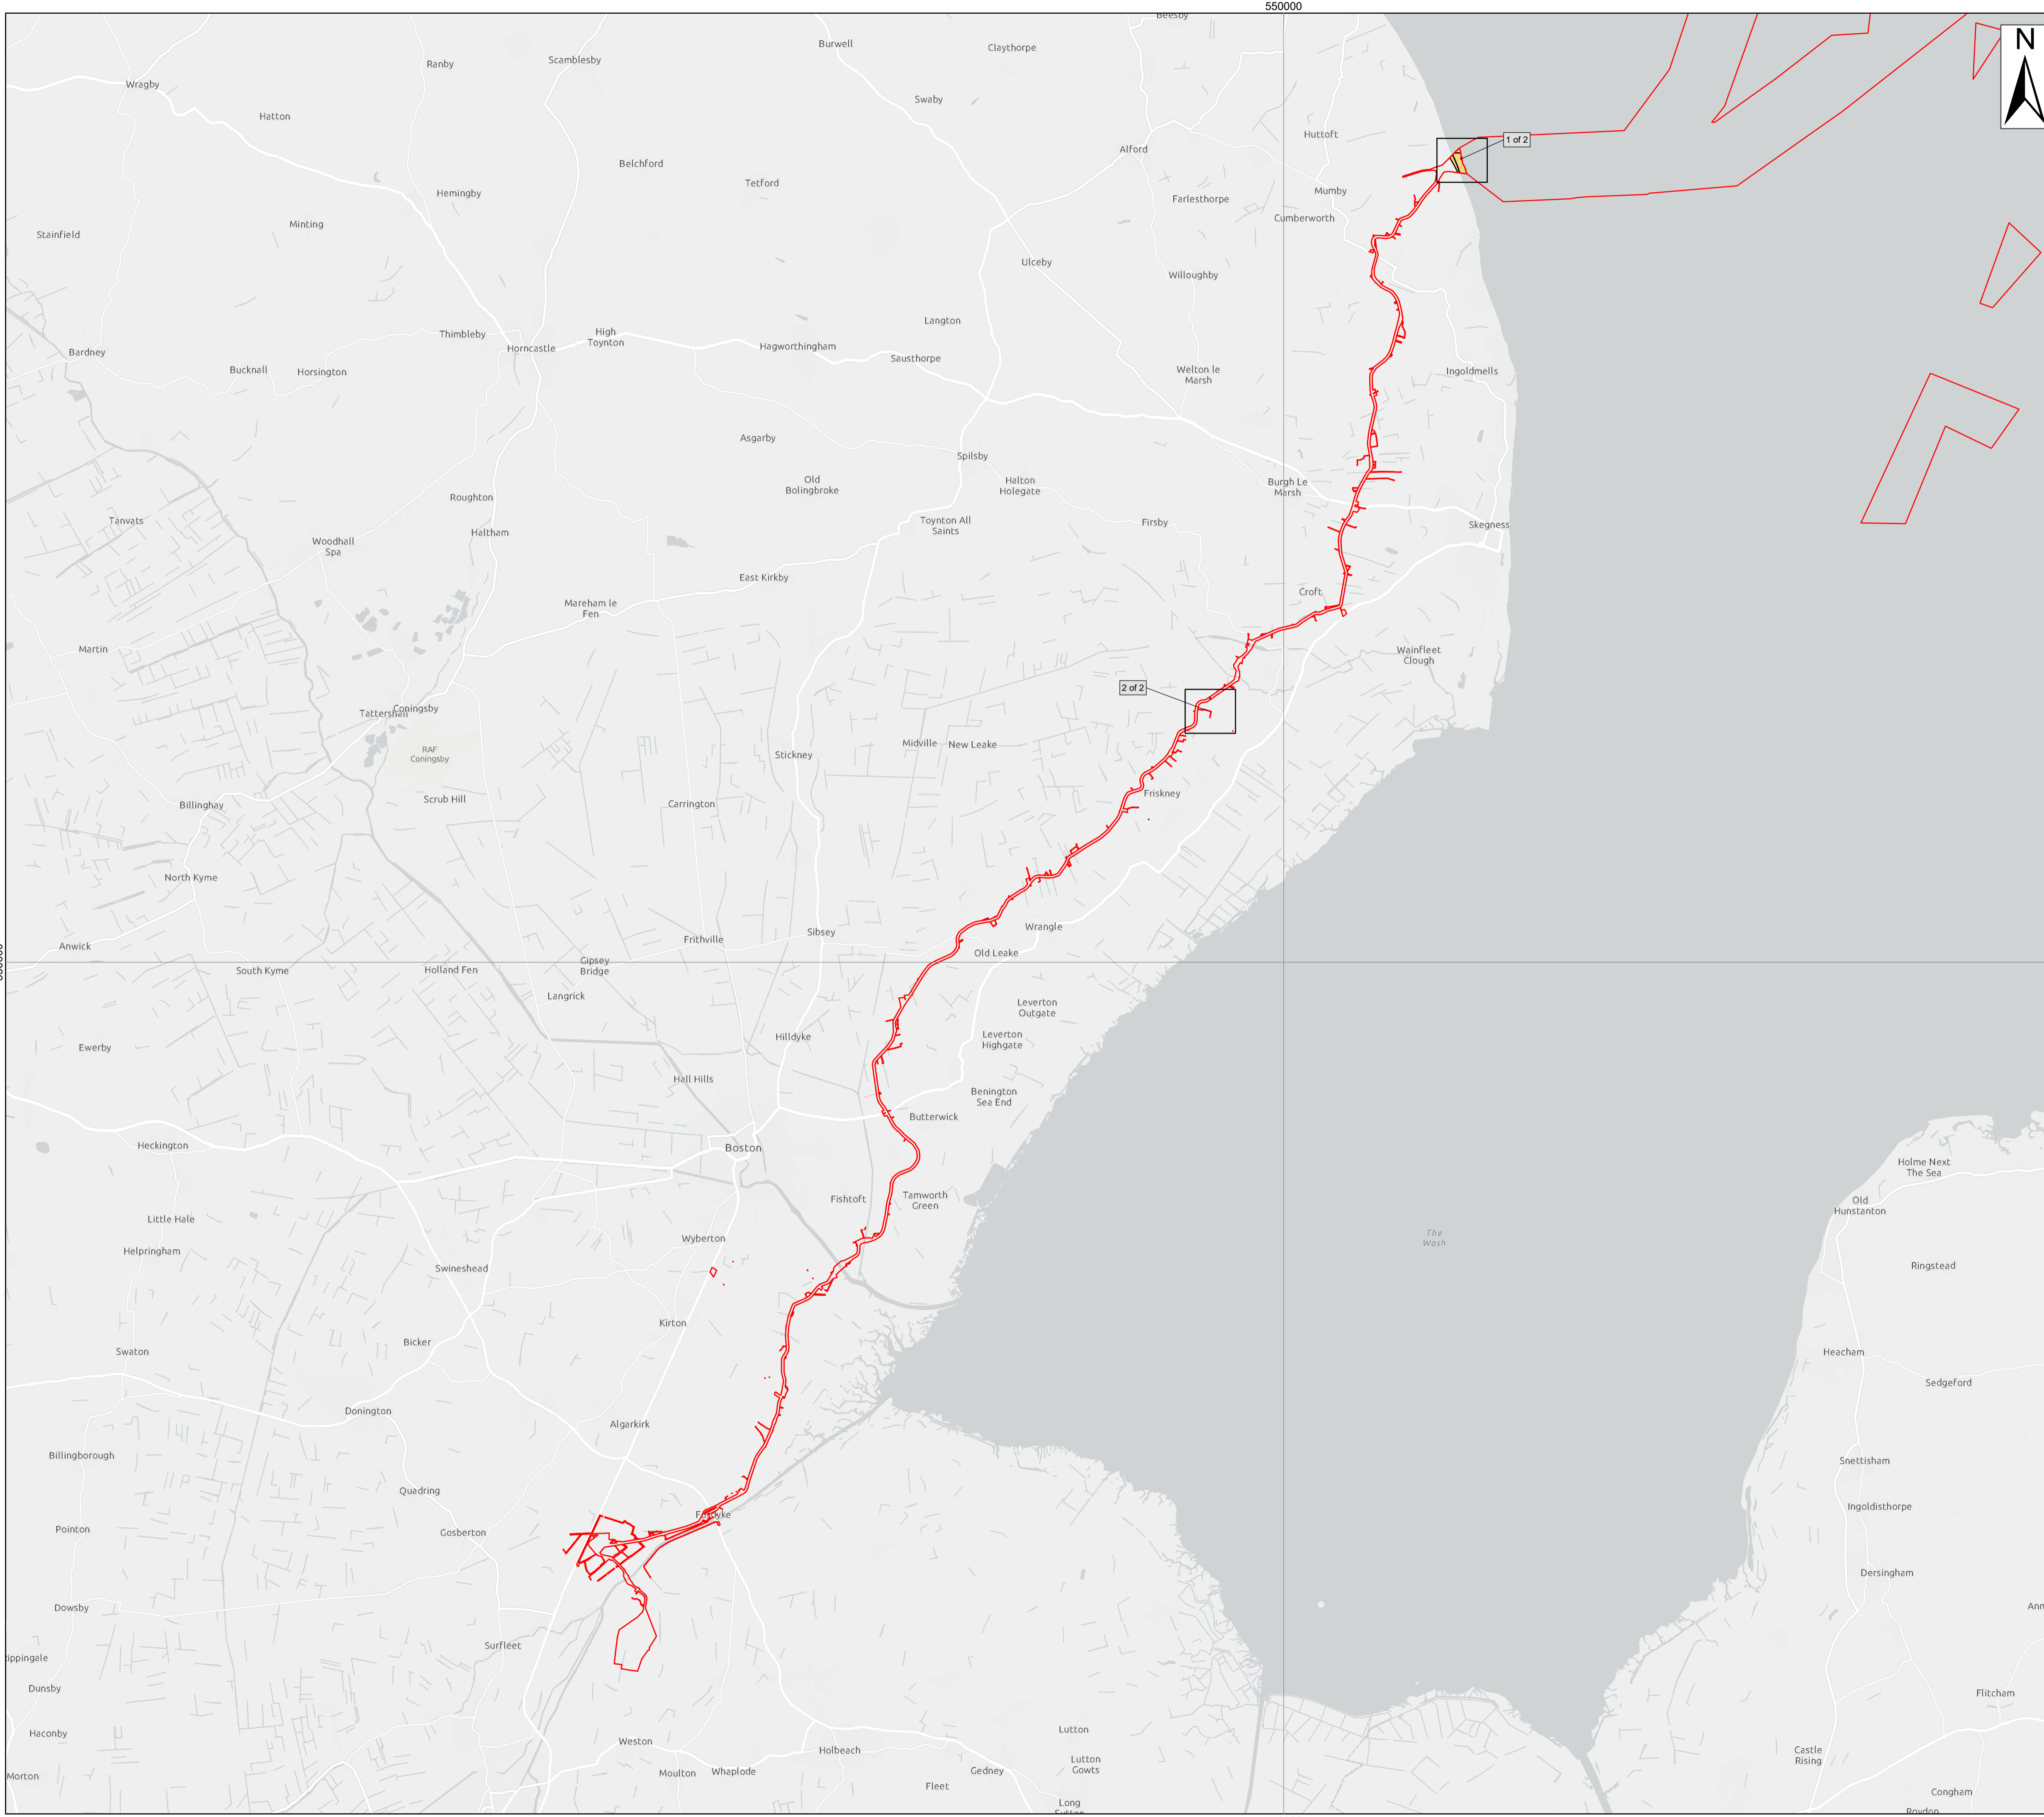 550000
Beesby
Burwell
Claythorpe
N
Ranby
Scamblesby
Wragby
Swaby
Hatton
Huttoft
1 of 2
Alford
Belchford
Tetford
Hemingby
Mumby
Farlesthorpe
Cumberworth
Minting
Stainfield
Ulceby
Willoughby
Langton
Thimbleby
High
Toynton
Horncastle
Hagworthingham
Bardney
Sausthorpe
Bucknall
Horsington
Welton le
Marsh
Ingoldmells
Asgarby
Spilsby
Old
Bolingbroke
Halton
Holegate
Burgh Le
Marsh
Roughton
Tanvats
Toynton All
Saints
Firsby
Skegness
Haltham
Woodhall
Spa
East Kirkby
Croft
Mareham le
Fen
Martin
Wainfleet
Clough
2 of 2
Coningsby
Tattershall
Midville
New Leake
RAF
Coningsby
Stickney
Friskney
Scrub Hill
Billinghay
Carrington
North Kyme
Wrangle
Sibsey
Frithville
Anwick
Old Leake
Gipsey
Bridge
South Kyme
Holland Fen
Langrick
Leverton
Outgate
Hilldyke
Leverton
Highgate
Ewerby
Hall Hills
Benington
Sea End
Butterwick
Heckington
Boston
Holme Next
The Sea
Fishtoft
Tamworth
Green
Old
Hunstanton
Little Hale
Wyberton
The
Wash
Helpringham
Swineshead
Ringstead
Kirton
Bicker
Swaton
Heacham
Sedgeford
Donington
Algarkirk
Billingborough
Snettisham
Quadring
Ingoldisthorpe
Fosdyke
Pointon
Gosberton
Dersingham
Dowsby
Ann
Surfleet
Rippingale
Dunsby
Flitcham
Haconby
Lutton
Weston
Holbeach
Lutton
Gowts
Castle
Rising
Morton
Moulton
Whaplode
Gedney
Fleet
Congham
Long
Sutton
Roydon